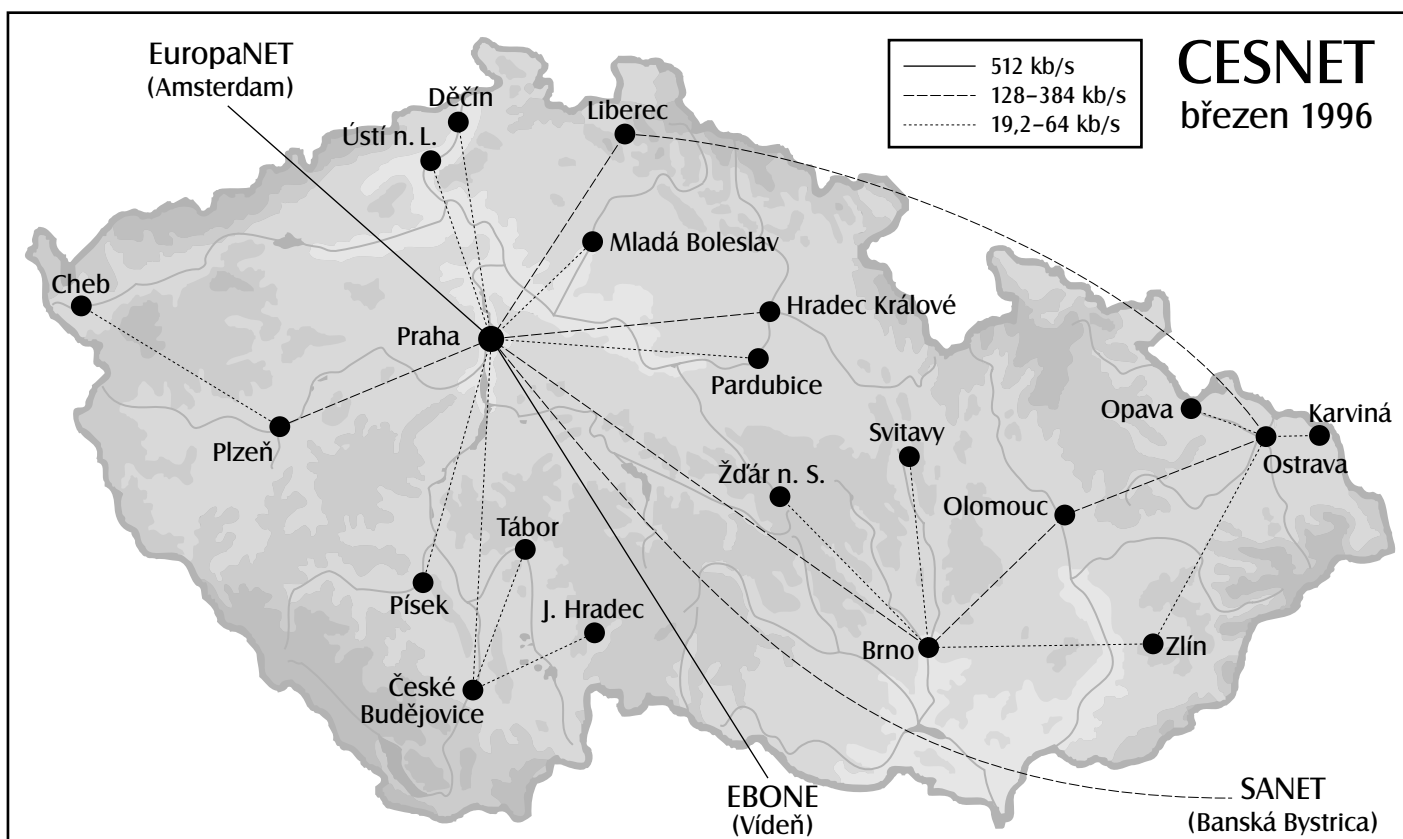 EuropaNET
(Amsterdam)
512 kb/s
128–384 kb/s
19,2–64 kb/s
CESNET
březen 1996
Děčín
Ústí n. L.
Liberec
Mladá Boleslav
Cheb
Hradec Králové
Praha
Pardubice
Plzeň
Opava
Karviná
Svitavy
Ostrava
Žďár n. S.
Olomouc
Tábor
Písek
J. Hradec
Brno
Zlín
České
Budějovice
EBONE
(Vídeň)
SANET
(Banská Bystrica)